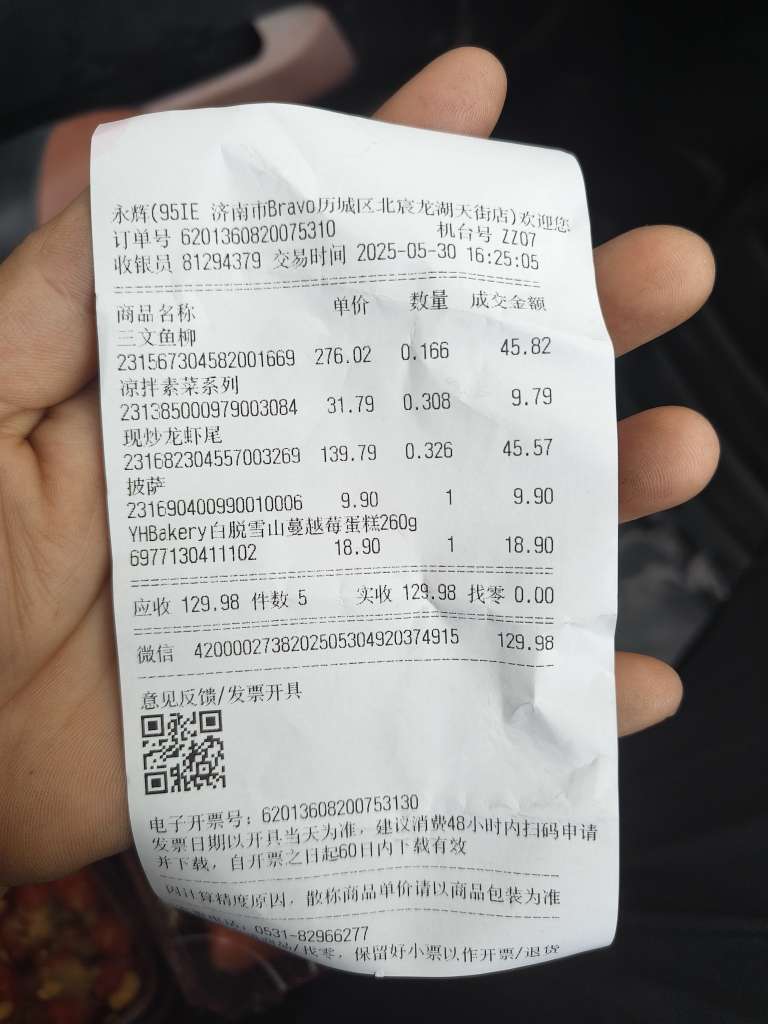 永辉(95IE 济南市Bravo历城区北宸龙湖天街店)欢迎您
订单号 6201360820075310 机台号 ZZ07
收银员 81294379 交易时间 2025-05-30 16:25:05
商品名称 单价 数量 成交金额
三文鱼柳
231567304582001669 276.02 0.166 45.82
凉拌素菜系列
231385000979003084 31.79 0.308 9.79
现炒龙虾尾
231682304557003269 139.79 0.326 45.57
披萨
231690400990010006 9.90 1 9.90
YHBakery白脱雪山蔓越莓蛋糕260g
6977130411102 18.90 1 18.90
应收 129.98 件数 5 实收 129.98 找零 0.00
微信 4200002738202505304920374915 129.98
意见反馈/发票开具
电子开票号: 62013608200753130
发票日期以开具当天为准, 建议消费48小时内扫码申请
并下载, 自开票之日起60日内下载有效
因计算精度原因, 散称商品单价请以商品包装为准
0531-82966277
/找零, 保留好小票以作开票/退货